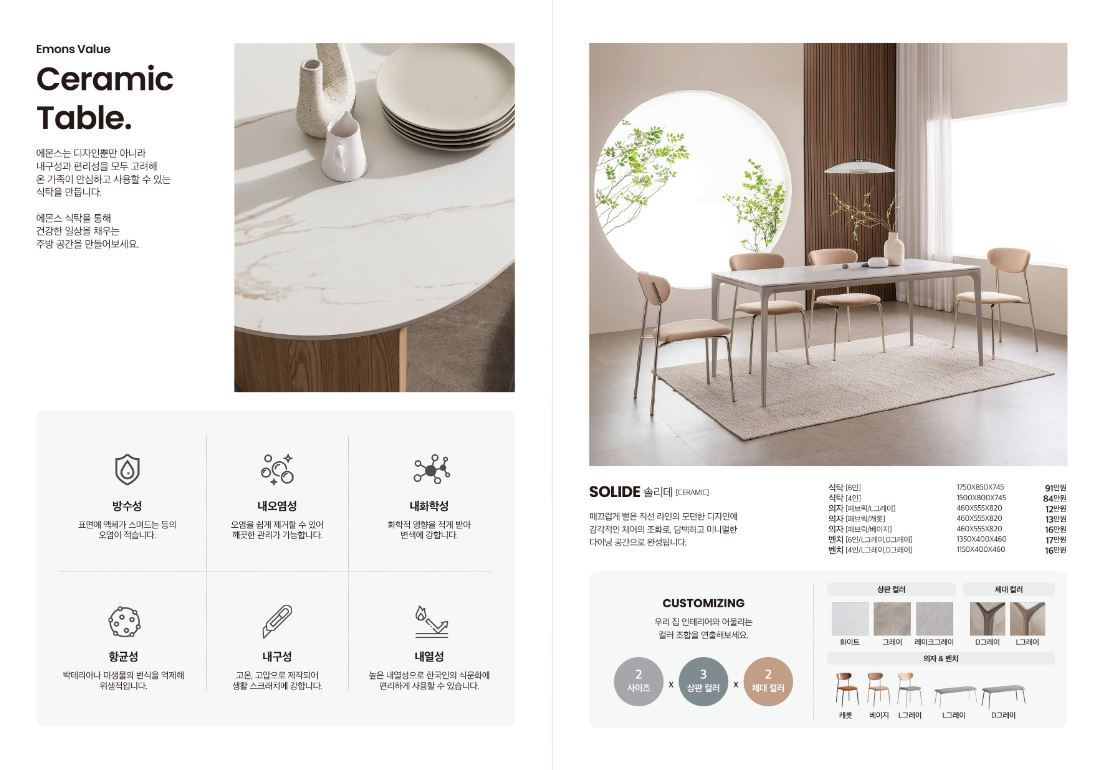 Emons Value
Ceramic
Table.
에몬스는 디자인뿐만 아니라
내구성과 편리성을 모두 고려해
온 가족이 안심하고 사용할 수 있는
식탁을 만듭니다.
에몬스 식탁을 통해
건강한 일상을 채우는
주방 공간을 만들어보세요.
방수성
표면에 액체가 스며드는 등의
오염이 적습니다.
내오염성
오염을 쉽게 제거할 수 있어
깨끗한 관리가 가능합니다.
내화학성
화학적 영향을 적게 받아
변색에 강합니다.
항균성
박테리아나 미생물의 번식을 억제해
위생적입니다.
내구성
고온, 고압으로 제작되어
생활 스크래치에 강합니다.
내열성
높은 내열성으로 한국인의 식문화에
편리하게 사용할 수 있습니다.
SOLIDE 솔리데 [CERAMIC]
매끄럽게 뻗은 직선 라인의 모던한 디자인에
감각적인 체어의 조화로, 담백하고 미니멀한
다이닝 공간으로 완성됩니다.
식탁 [6인] 1750X850X745 91만원
식탁 [4인] 1500X800X745 84만원
의자 [패브릭/L그레이] 460X555X820 12만원
의자 [패브릭/캐롯] 460X555X820 13만원
의자 [패브릭/베이지] 460X555X820 16만원
벤치 [6인/L그레이,D그레이] 1350X400X460 17만원
벤치 [4인/L그레이,D그레이] 1150X400X460 16만원
CUSTOMIZING
우리 집 인테리어와 어울리는
컬러 조합을 연출해보세요.
2 사이즈 x 3 상판 컬러 x 2 체대 컬러
상판 컬러
화이트 그레이 레이크그레이
체대 컬러
D그레이 L그레이
의자 & 벤치
캐롯 베이지 L그레이 L그레이 D그레이